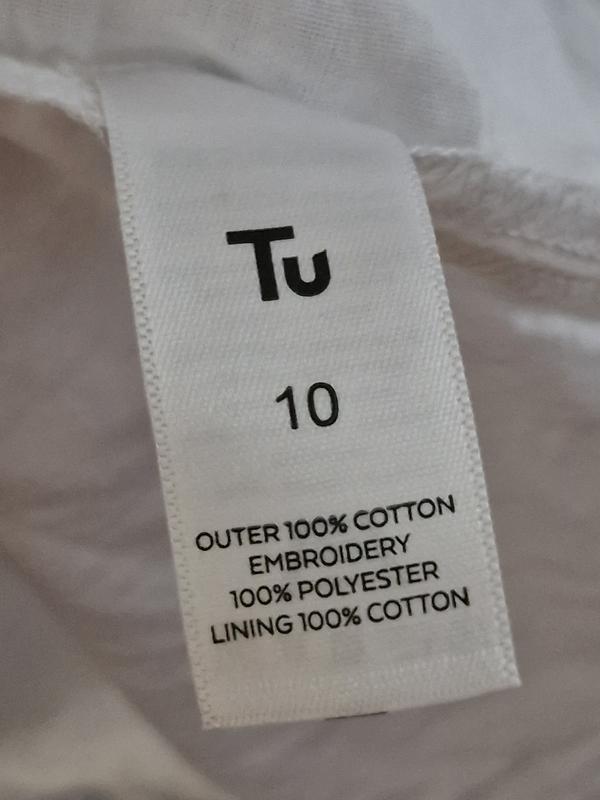 Tu
10
OUTER 100% COTTON
EMBROIDERY
100% POLYESTER
LINING 100% COTTON